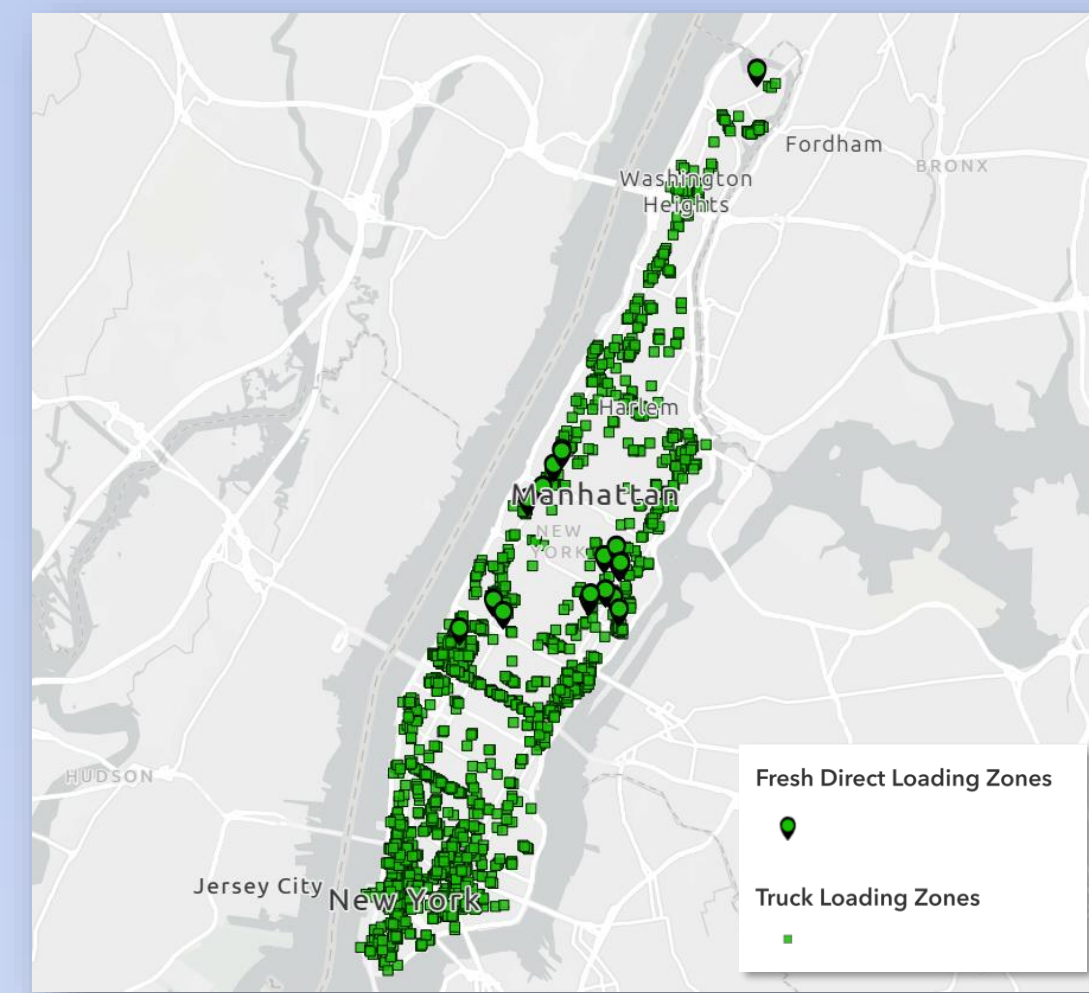 Fordham
BRONX
Washington
Heights
Harlem
Manhattan
NEW
YORK
HUDSON
Jersey City
New York
Fresh Direct Loading Zones
Truck Loading Zones